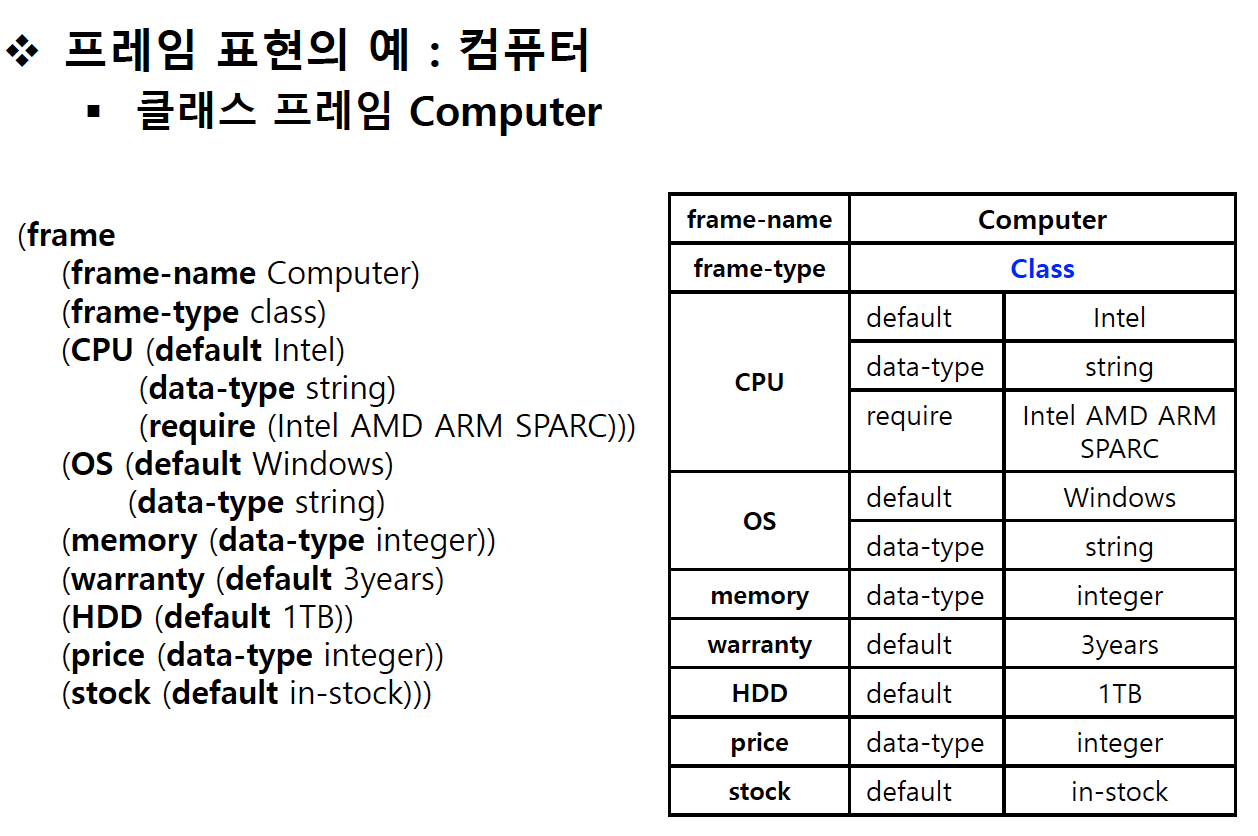 ❖ 프레임 표현의 예 : 컴퓨터
▪ 클래스 프레임 Computer
(frame
(frame-name Computer)
(frame-type class)
(CPU (default Intel)
(data-type string)
(require (Intel AMD ARM SPARC)))
(OS (default Windows)
(data-type string)
(memory (data-type integer))
(warranty (default 3years)
(HDD (default 1TB))
(price (data-type integer))
(stock (default in-stock)))
frame-name Computer
frame-type Class
CPU
default Intel
data-type string
require Intel AMD ARM
SPARC
OS
default Windows
data-type string
memory data-type integer
warranty default 3years
HDD default 1TB
price data-type integer
stock default in-stock